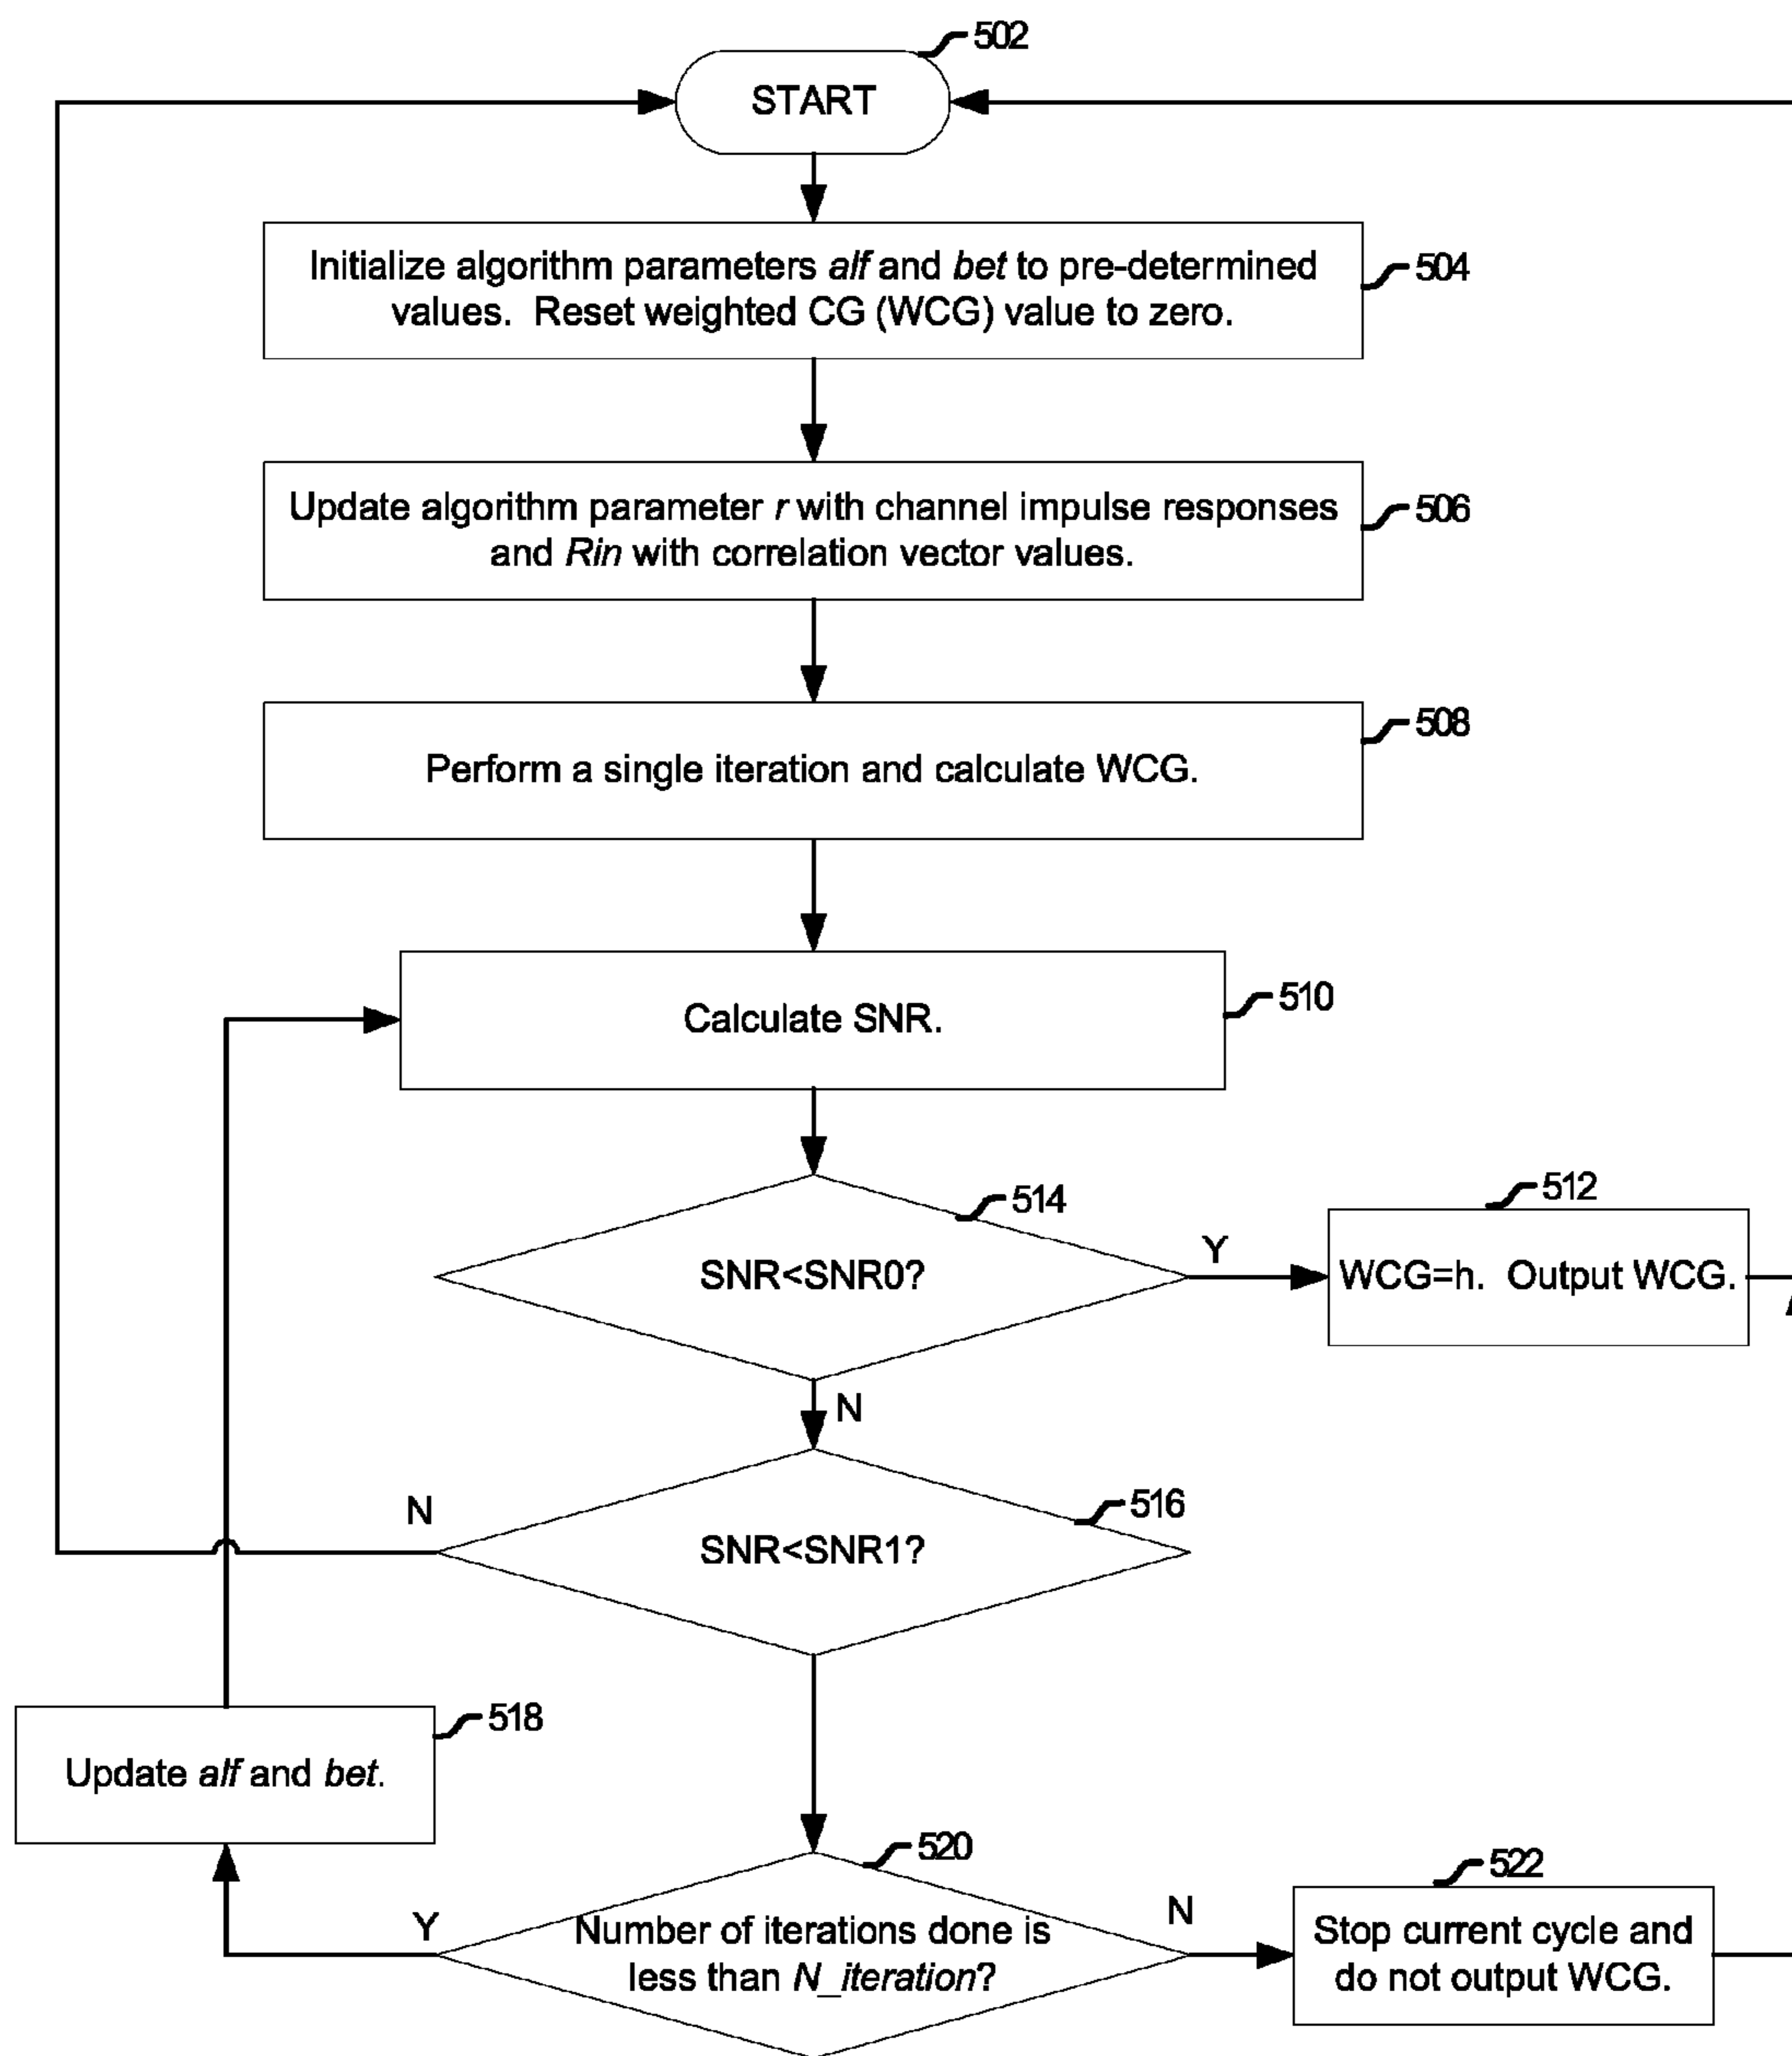 502
START
Initialize algorithm parameters alf and bet to pre-determined
values. Reset weighted CG (WCG) value to zero.
504
Update algorithm parameter r with channel impulse responses
and Rin with correlation vector values.
506
508
Perform a single iteration and calculate WCG.
510
Calculate SNR.
514
SNR<SNR0?
Y
512
WCG=h. Output WCG.
N
516
SNR<SNR1?
N
518
Update alf and bet.
520
Number of iterations done is
less than N_iteration?
Y
N
522
Stop current cycle and
do not output WCG.